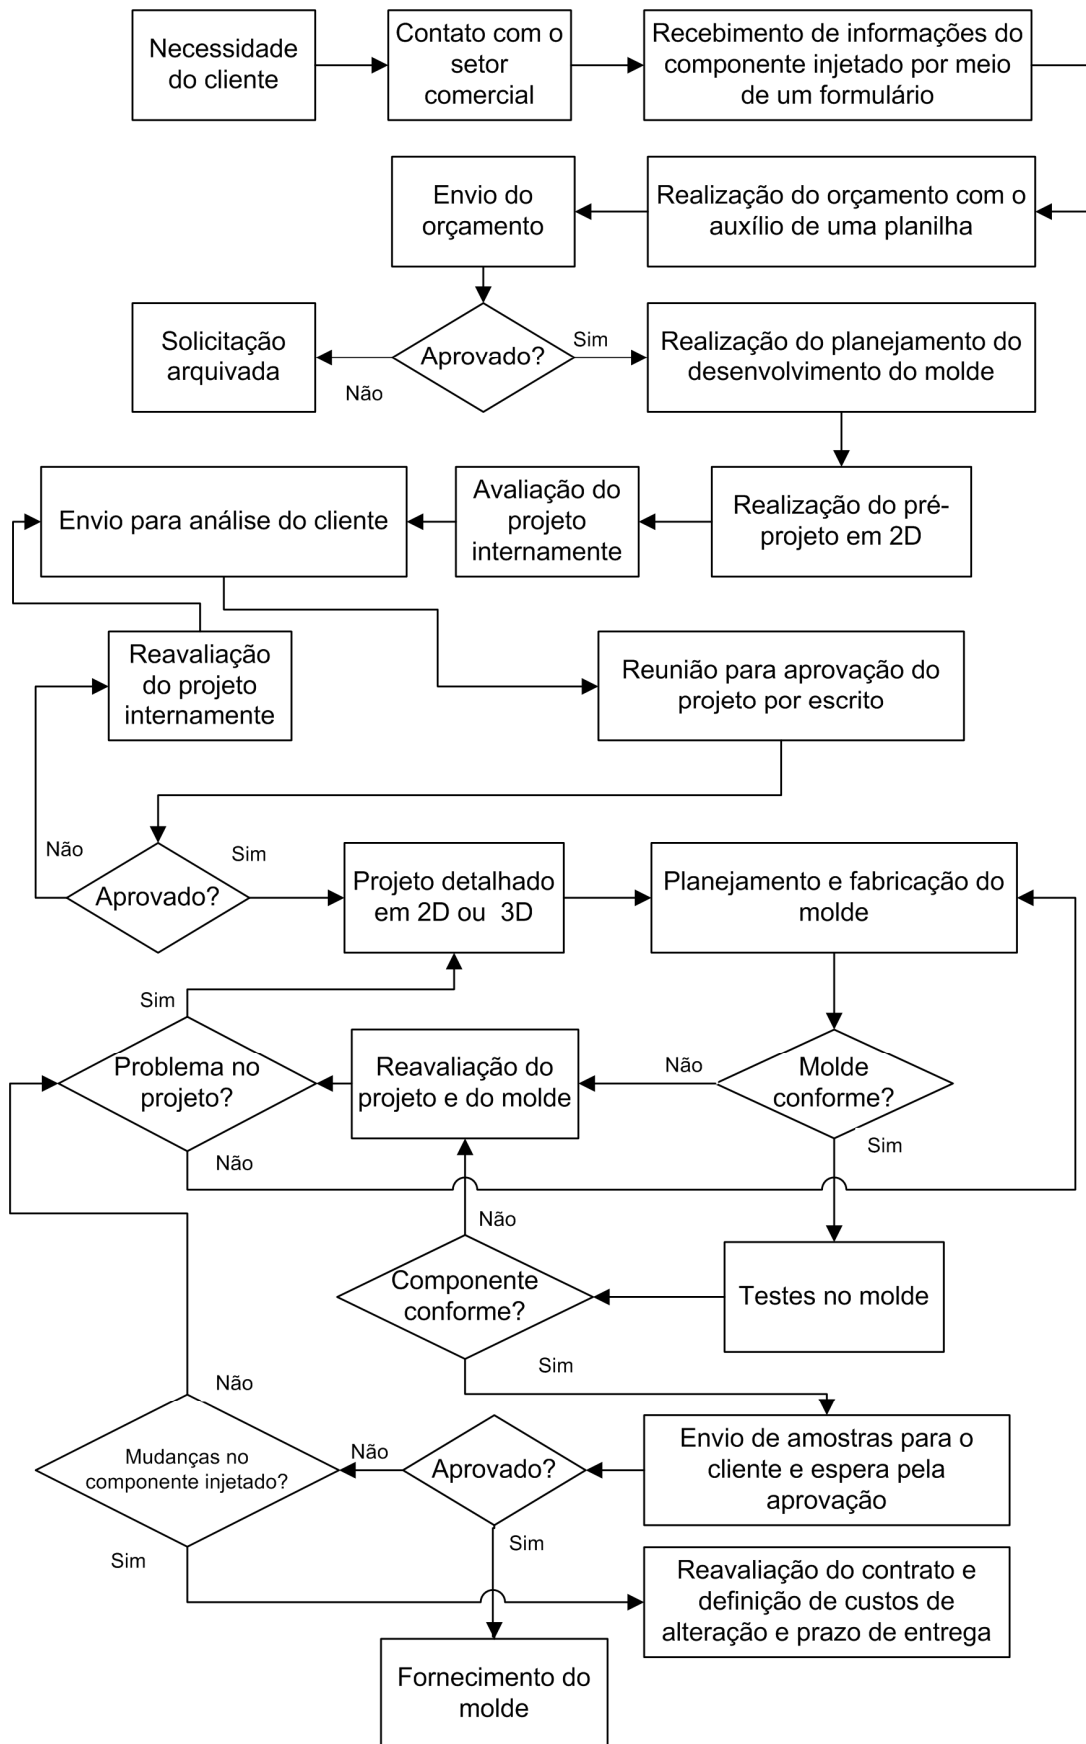 Necessidade
do cliente
Contato com o
setor
comercial
Recebimento de informações do
componente injetado por meio
de um formulário
Envio do
orçamento
Realização do orçamento com o
auxílio de uma planilha
Solicitação
arquivada
Não
Aprovado?
Sim
Realização do planejamento do
desenvolvimento do molde
Envio para análise do cliente
Avaliação do
projeto
internamente
Realização do pré-
projeto em 2D
Reavaliação
do projeto
internamente
Reunião para aprovação do
projeto por escrito
Não
Aprovado?
Sim
Projeto detalhado
em 2D ou  3D
Planejamento e fabricação do
molde
Sim
Problema no
projeto?
Não
Reavaliação do
projeto e do molde
Não
Molde
conforme?
Sim
Não
Componente
conforme?
Sim
Testes no molde
Não
Mudanças no
componente injetado?
Sim
Não
Aprovado?
Sim
Envio de amostras para o
cliente e espera pela
aprovação
Reavaliação do contrato e
definição de custos de
alteração e prazo de entrega
Fornecimento do
molde